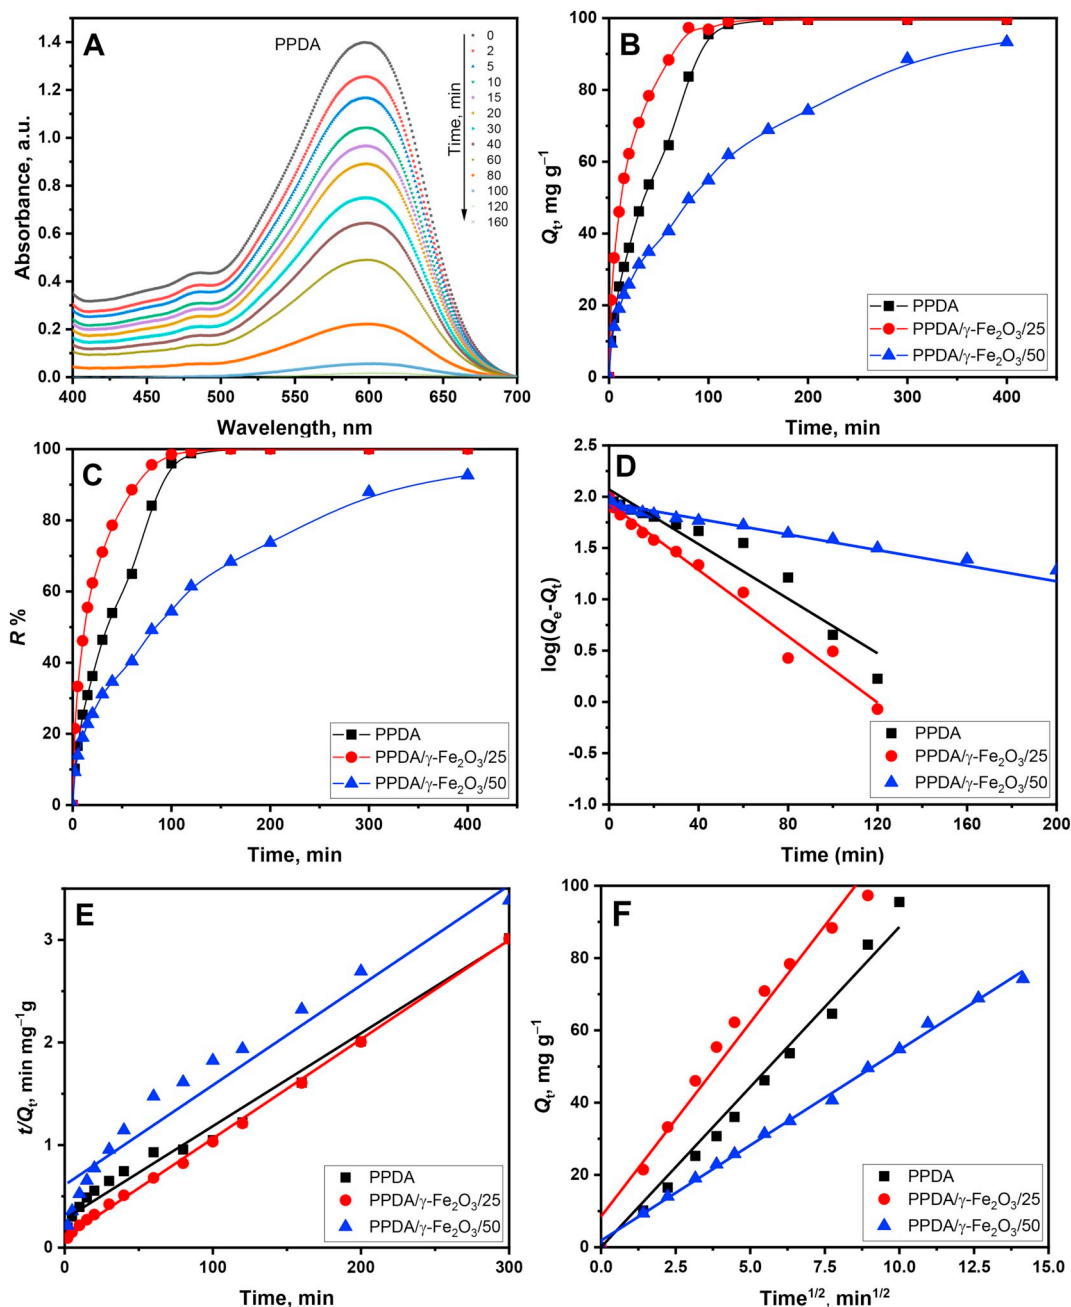 A
PPDA
Time, min
0
2
5
10
15
20
30
40
60
80
100
120
160
1.4
1.2
1.0
0.8
0.6
0.4
0.2
0.0
400 450 500 550 600 650 700
Absorbance, a.u.
Wavelength, nm
B
100
80
60
40
20
0
0 100 200 300 400
Qt, mg g⁻¹
Time, min
PPDA
PPDA/γ-Fe₂O₃/25
PPDA/γ-Fe₂O₃/50
C
100
80
60
40
20
0
0 100 200 300 400
R %
Time, min
PPDA
PPDA/γ-Fe₂O₃/25
PPDA/γ-Fe₂O₃/50
D
2.5
2.0
1.5
1.0
0.5
0.0
-0.5
-1.0
0 40 80 120 160 200
log(Qe-Qt)
Time (min)
PPDA
PPDA/γ-Fe₂O₃/25
PPDA/γ-Fe₂O₃/50
E
3
2
1
0
0 100 200 300
t/Qt, min mg⁻¹g
Time, min
PPDA
PPDA/γ-Fe₂O₃/25
PPDA/γ-Fe₂O₃/50
F
100
80
60
40
20
0
0.0 2.5 5.0 7.5 10.0 12.5 15.0
Qt, mg g⁻¹
Time¹ᐟ², min¹ᐟ²
PPDA
PPDA/γ-Fe₂O₃/25
PPDA/γ-Fe₂O₃/50